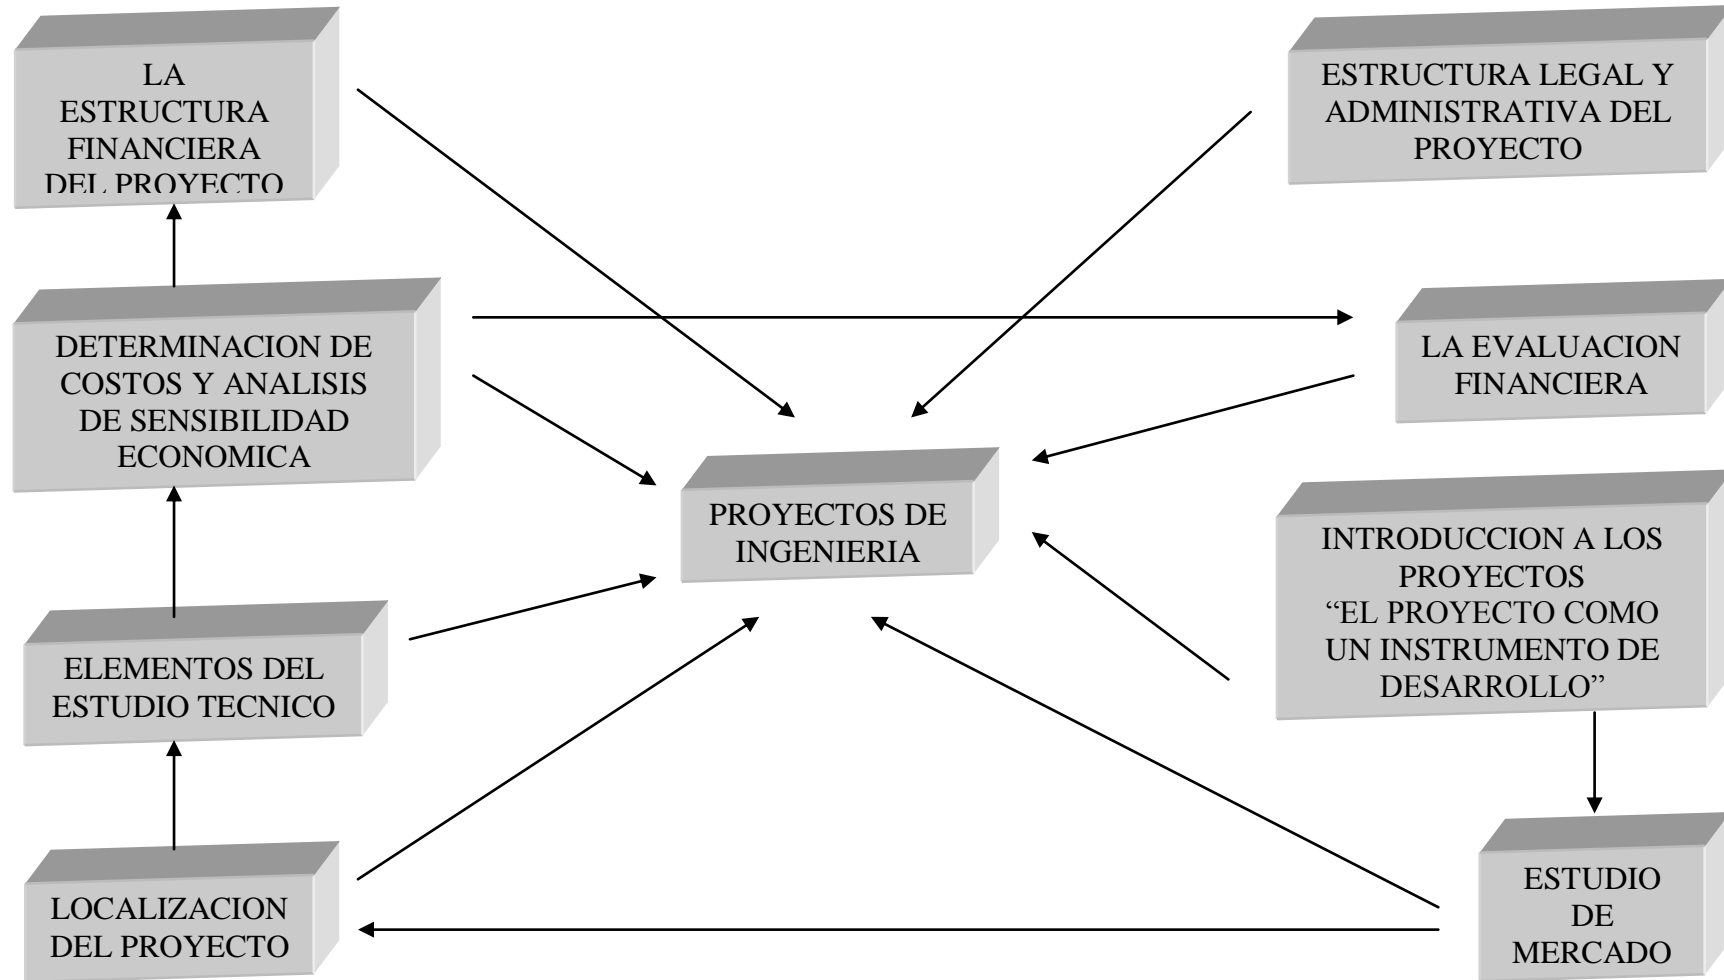 LA
ESTRUCTURA
FINANCIERA
DEL PROYECTO
ESTRUCTURA LEGAL Y
ADMINISTRATIVA DEL
PROYECTO
DETERMINACION DE
COSTOS Y ANALISIS
DE SENSIBILIDAD
ECONOMICA
LA EVALUACION
FINANCIERA
PROYECTOS DE
INGENIERIA
INTRODUCCION A LOS
PROYECTOS
“EL PROYECTO COMO
UN INSTRUMENTO DE
DESARROLLO”
ELEMENTOS DEL
ESTUDIO TECNICO
LOCALIZACION
DEL PROYECTO
ESTUDIO
DE
MERCADO